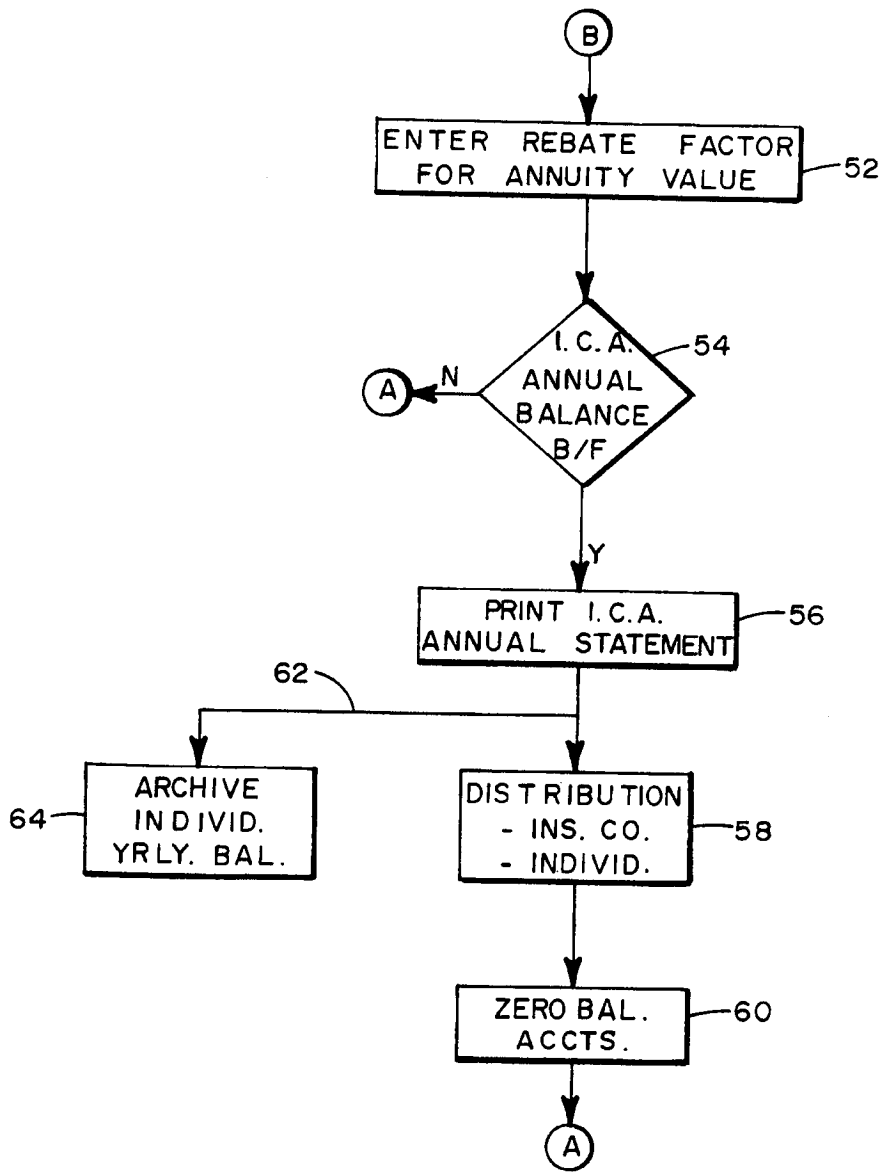 B
ENTER REBATE FACTOR
FOR ANNUITY VALUE
52
I.C.A.
ANNUAL
BALANCE
B/F
54
N
A
Y
PRINT I.C.A.
ANNUAL STATEMENT
56
62
ARCHIVE
INDIVID.
YRLY. BAL.
64
DISTRIBUTION
- INS. CO.
- INDIVID.
58
ZERO BAL.
ACCTS.
60
A